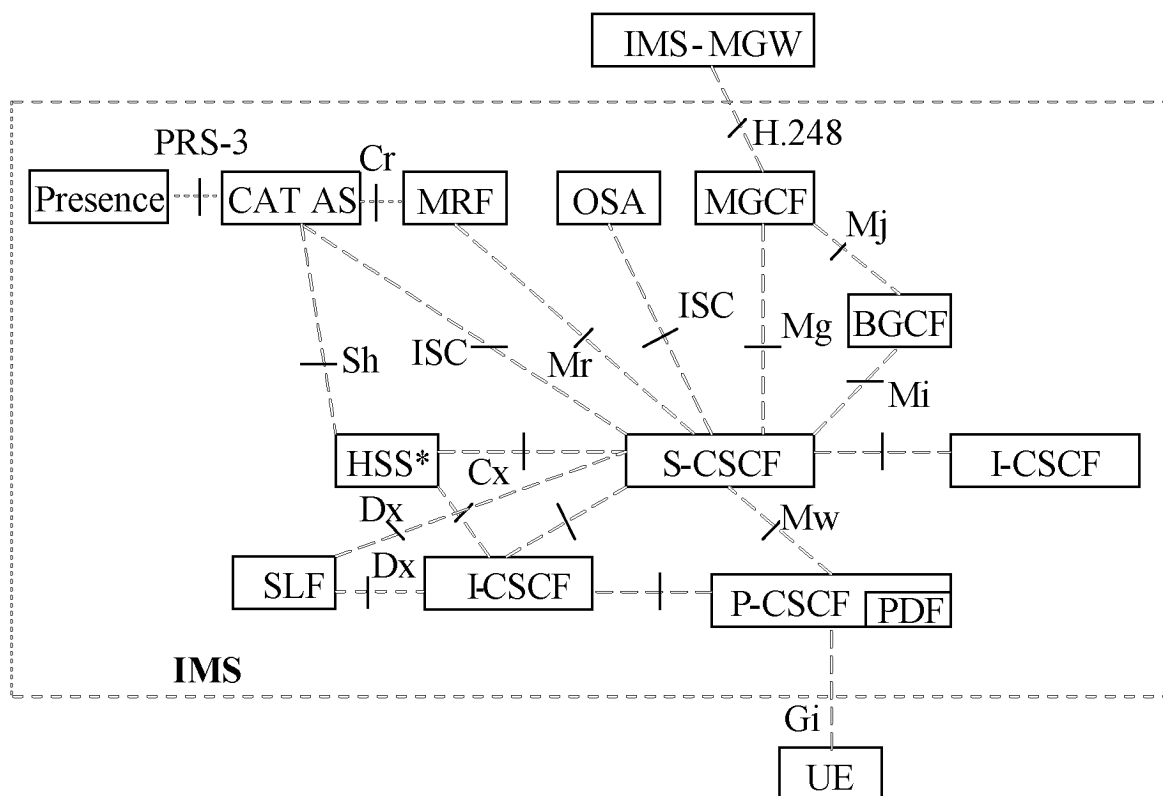 IMS-MGW
H.248
PRS-3
Cr
Presence
CAT AS
MRF
OSA
MGCF
Mj
BGCF
ISC
Mg
Sh
ISC
Mr
Mi
HSS*
Cx
S-CSCF
I-CSCF
Dx
Mw
SLF
Dx
I-CSCF
P-CSCF
PDF
IMS
Gi
UE